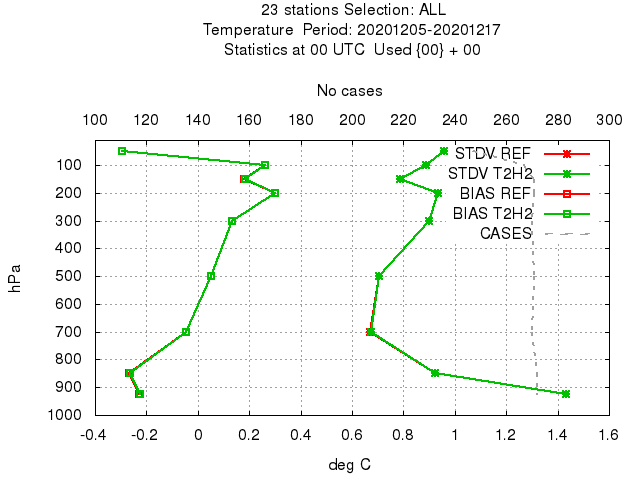 23 stations Selection: ALL
Temperature  Period: 20201205-20201217
Statistics at 00 UTC  Used {00} + 00
No cases
100 120 140 160 180 200 220 240 260 280 300
STDV REF
STDV T2H2
BIAS REF
BIAS T2H2
CASES
hPa
100
200
300
400
500
600
700
800
900
1000
-0.4 -0.2 0 0.2 0.4 0.6 0.8 1 1.2 1.4 1.6
deg C